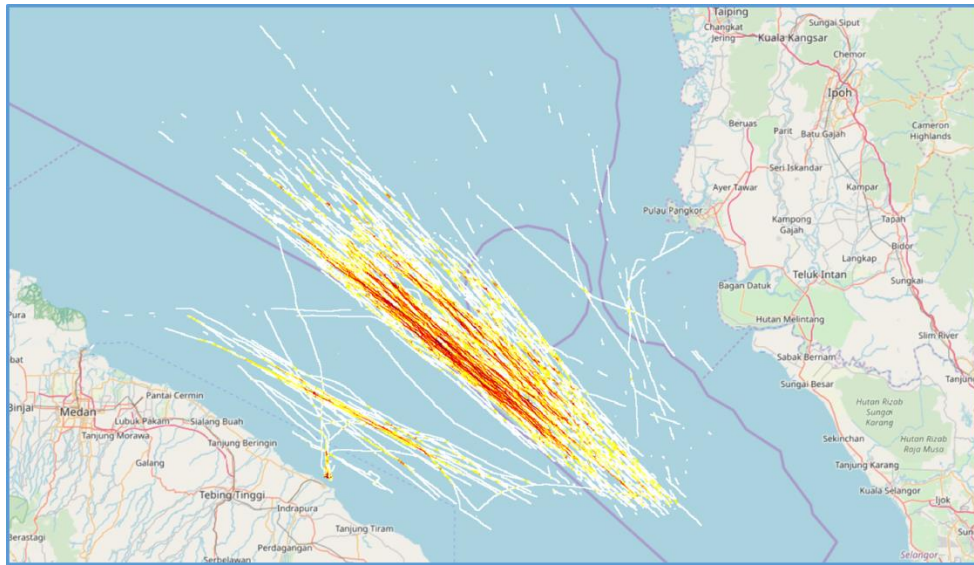 Taiping
Sungai Siput
Changkat
Jering
Kuala Kangsar
Chemor
Ipoh
Beruas
Parit
Batu Gajah
Cameron
Highlands
Seri Iskandar
Ayer Tawar
Kampar
Pulau Pangkor
Kampong
Gajah
Tapah
Bidor
Langkap
Teluk Intan
Sungkai
Bagan Datuk
Hutan Melintang
Slim River
Sabak Bernam
Tanjung
Sungai Besar
Hutan Rizab
Sungai
Karang
Hutan Rizab
Raja Musa
Sekinchan
Tanjung Karang
Kuala Selangor
Ijok
Selangor
Pura
Binjai
Medan
Pantai Cermin
Lubuk Pakam
Sialang Buah
Tanjung Morawa
Tanjung Beringin
Galang
Tebing Tinggi
Indrapura
Tanjung Tiram
Perdagangan
Berastagi
Serbelawan